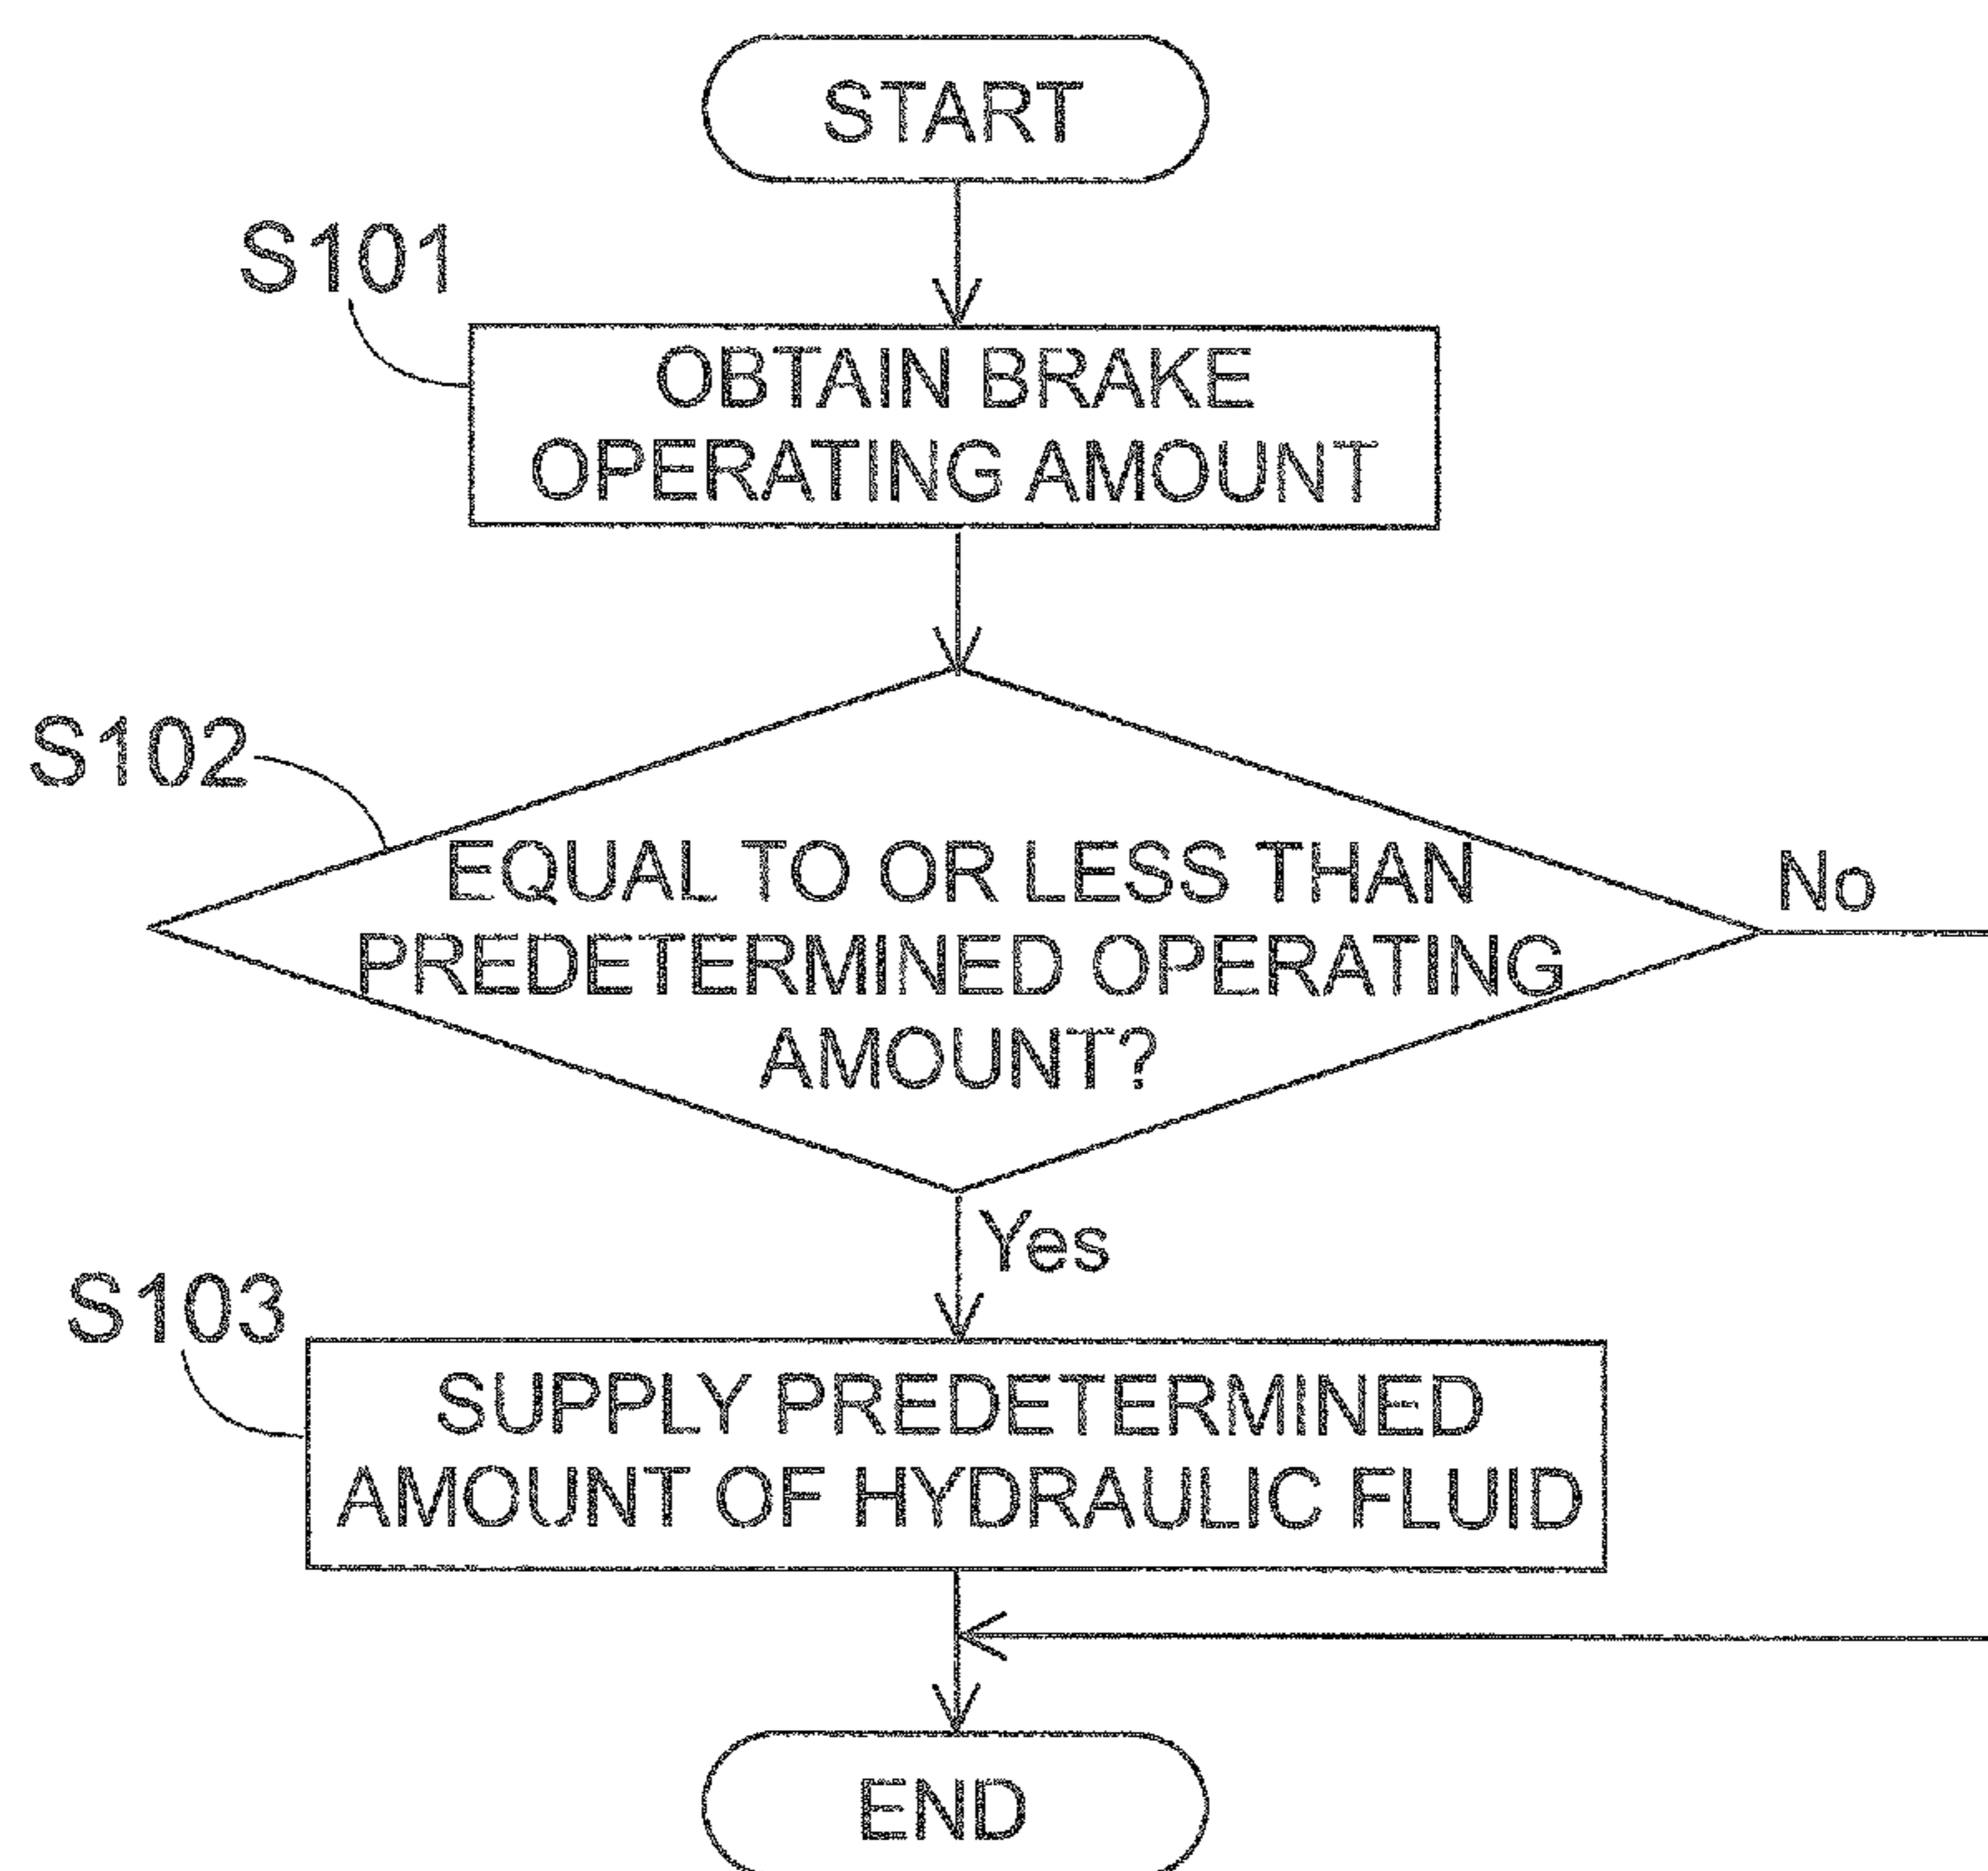 START
S101
OBTAIN BRAKE
OPERATING AMOUNT
S102
EQUAL TO OR LESS THAN
PREDETERMINED OPERATING
AMOUNT?
No
Yes
S103
SUPPLY PREDETERMINED
AMOUNT OF HYDRAULIC FLUID
END